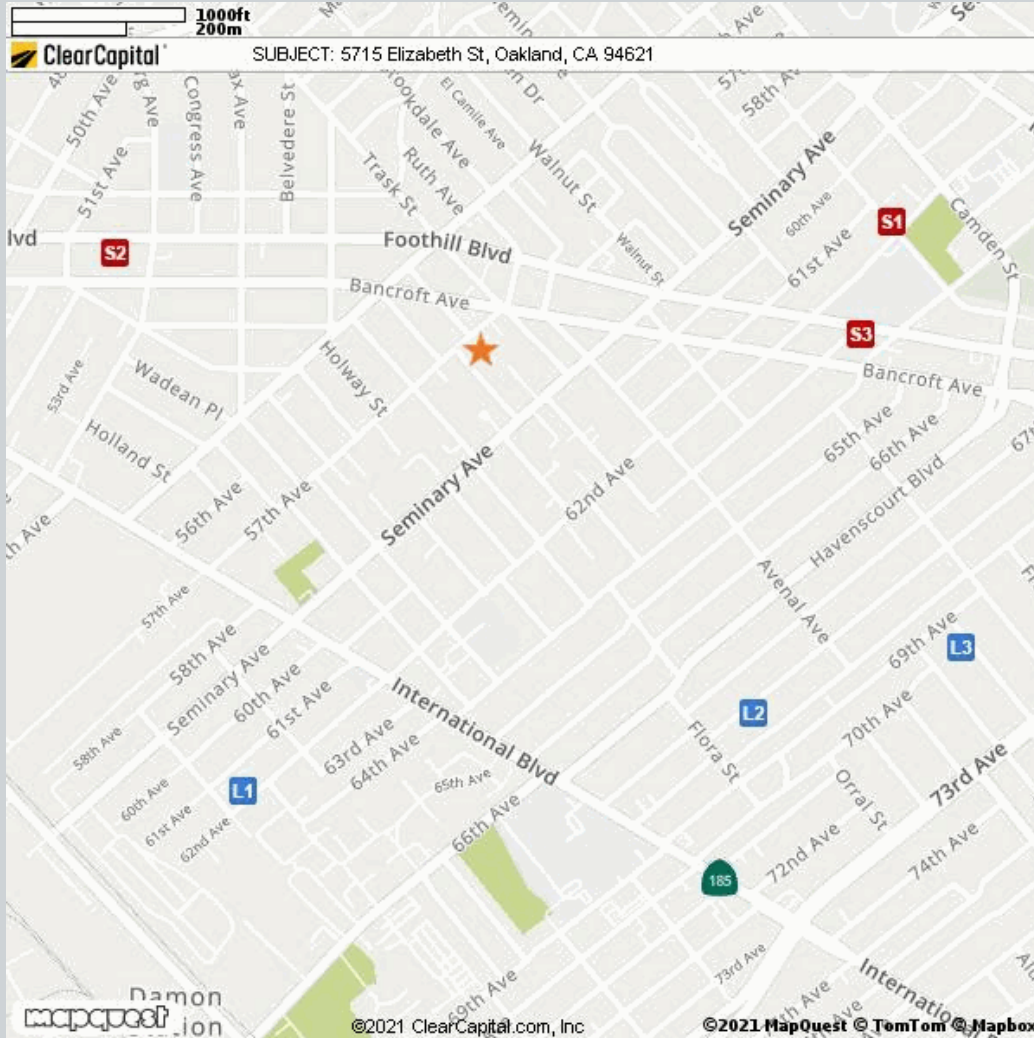 1000ft
200m
ClearCapital
SUBJECT: 5715 Elizabeth St, Oakland, CA 94621
50th Ave
51st Ave
Congress Ave
Belvedere St
Trask St
Ruth Ave
El Camille Ave
Walnut St
58th Av
Seminary Ave
60th Ave
61st Ave
S1
Camden St
lvd
S2
Foothill Blvd
Walnut St
Bancroft Ave
S3
Bancroft Ave
53rd Ave
Wadean Pl
Holway St
Holland St
65th Ave
66th Ave
Seminary Ave
62nd Ave
Havenscourt Blvd
56th Ave
57th Ave
57th Ave
Avenal Ave
58th Ave
Seminary Ave
60th Ave
61st Ave
69th Ave
L3
International Blvd
L2
70th Ave
58th Ave
63rd Ave
64th Ave
65th Ave
Flora St
73rd Ave
60th Ave
L1
61st Ave
62nd Ave
66th Ave
Orral St
72nd Ave
74th Ave
185
69th Ave
73rd Ave
International
Damon
mapquest
©2021 ClearCapital.com, Inc
©2021 MapQuest © TomTom © Mapbox